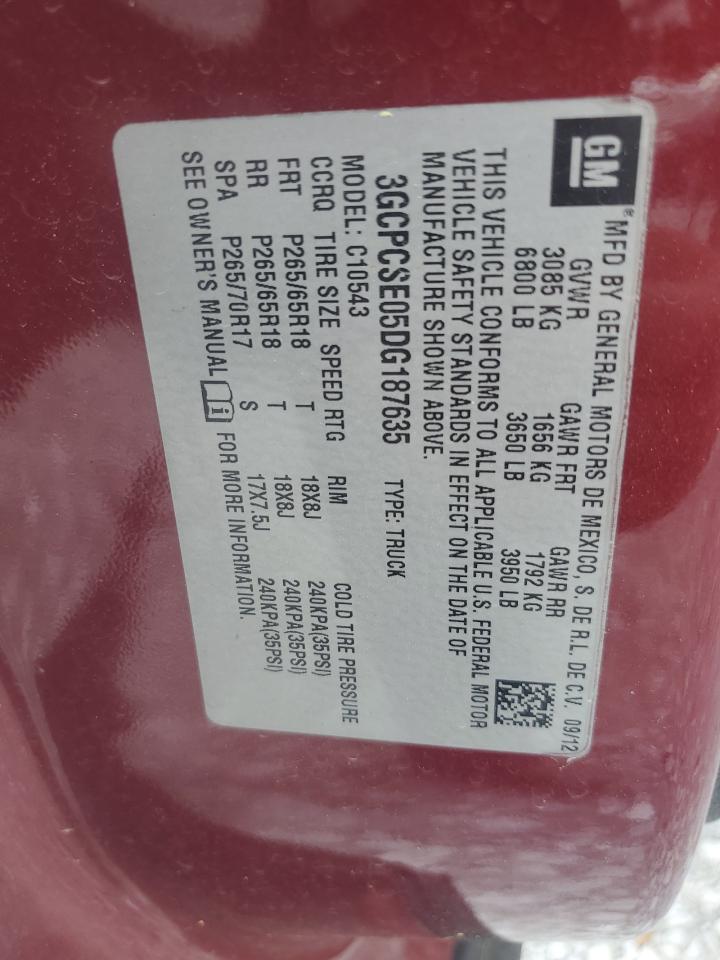 GM
® MFD BY GENERAL MOTORS DE MEXICO, S. DE R.L. DE C.V. 09/12
GVWR GAWR FRT GAWR RR
3085 KG 1656 KG 1792 KG
6800 LB 3650 LB 3950 LB
THIS VEHICLE CONFORMS TO ALL APPLICABLE U.S. FEDERAL MOTOR
VEHICLE SAFETY STANDARDS IN EFFECT ON THE DATE OF
MANUFACTURE SHOWN ABOVE.
3GCPCSE05DG187635 TYPE: TRUCK
MODEL: C10543
CCRQ TIRE SIZE SPEED RTG RIM COLD TIRE PRESSURE
FRT P265/65R18 T 18X8J 240KPA(35PSI)
RR P265/65R18 T 18X8J 240KPA(35PSI)
SPA P265/70R17 S 17X7.5J 240KPA(35PSI)
SEE OWNER'S MANUAL i FOR MORE INFORMATION.